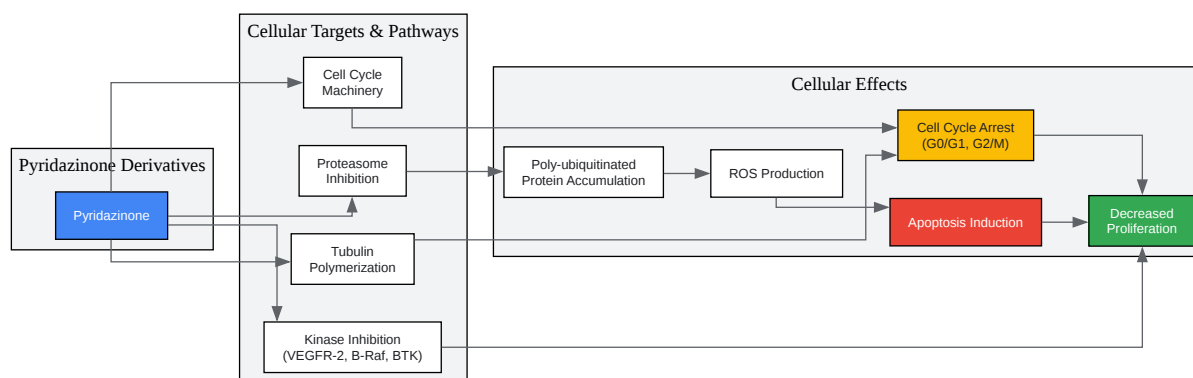 Pyridazinone Derivatives
Pyridazinone
Cellular Targets & Pathways
Cell Cycle
Machinery
Proteasome
Inhibition
Tubulin
Polymerization
Kinase Inhibition
(VEGFR-2, B-Raf, BTK)
Cellular Effects
Poly-ubiquitinated
Protein Accumulation
ROS Production
Cell Cycle Arrest
(G0/G1, G2/M)
Apoptosis Induction
Decreased
Proliferation